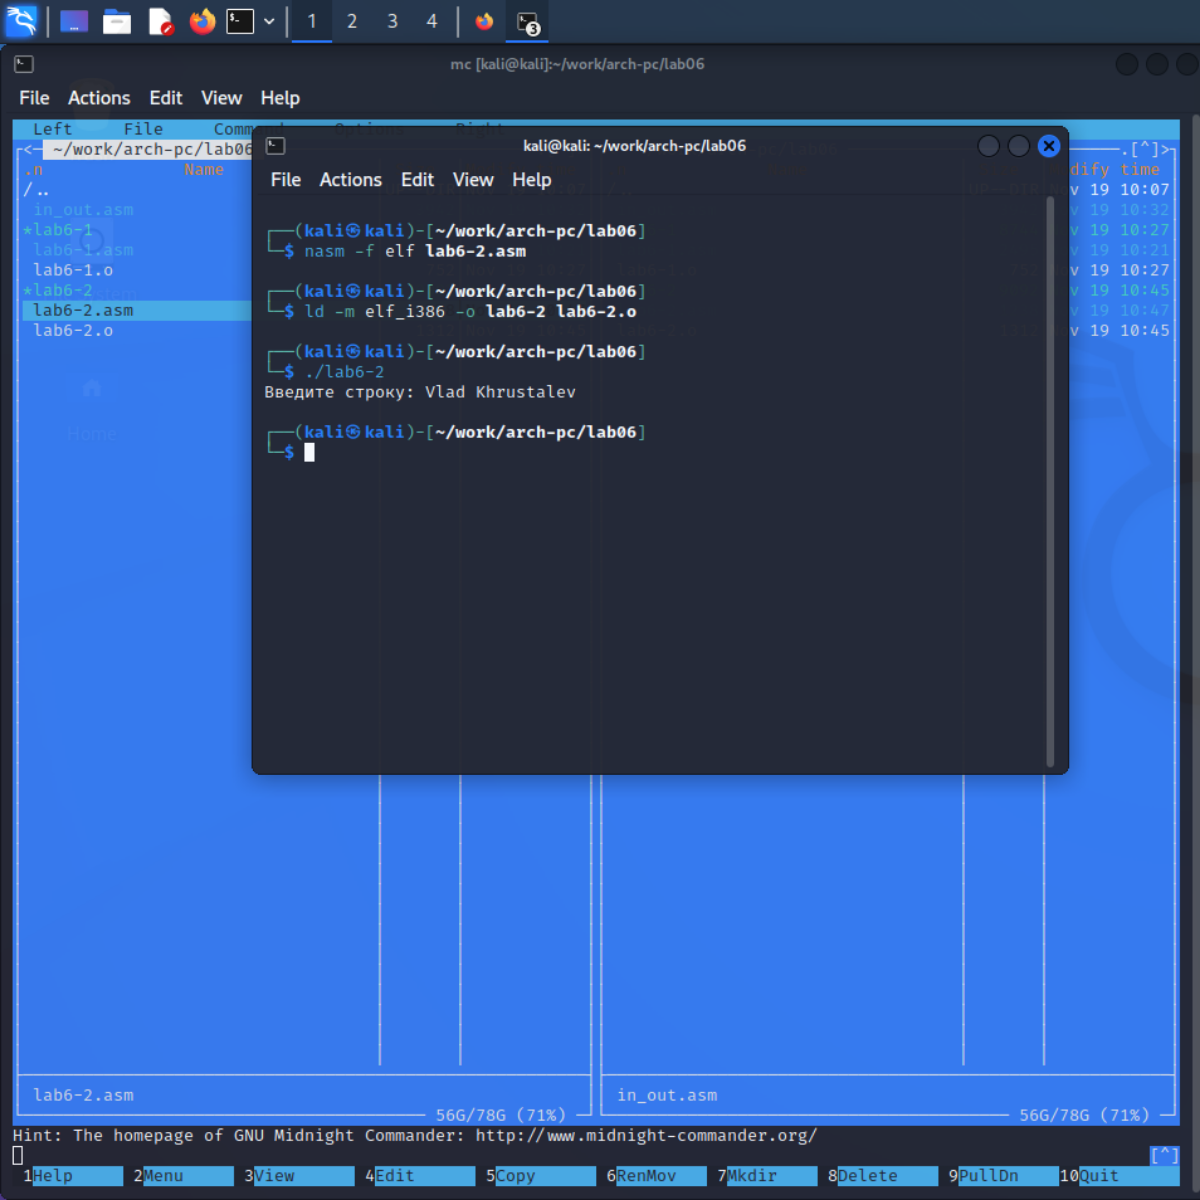 1 2 3 4 3
mc [kali@kali]:~/work/arch-pc/lab06
File Actions Edit View Help
Left File Comm
~/work/arch-pc/lab06
.n Name
/..
in_out.asm
*lab6-1
lab6-1.asm
lab6-1.o
*lab6-2
lab6-2.asm
lab6-2.o
Home
kali@kali: ~/work/arch-pc/lab06
File Actions Edit View Help
┌──(kali㉿kali)-[~/work/arch-pc/lab06]
└─$ nasm -f elf lab6-2.asm
┌──(kali㉿kali)-[~/work/arch-pc/lab06]
└─$ ld -m elf_i386 -o lab6-2 lab6-2.o
┌──(kali㉿kali)-[~/work/arch-pc/lab06]
└─$ ./lab6-2
Введите строку: Vlad Khrustalev
┌──(kali㉿kali)-[~/work/arch-pc/lab06]
└─$
.[^]>
dify time
v 19 10:07
v 19 10:32
v 19 10:27
v 19 10:21
v 19 10:27
v 19 10:45
v 19 10:47
v 19 10:45
lab6-2.asm
56G/78G (71%)
in_out.asm
56G/78G (71%)
Hint: The homepage of GNU Midnight Commander: http://www.midnight-commander.org/
[^]
1Help 2Menu 3View 4Edit 5Copy 6RenMov 7Mkdir 8Delete 9PullDn 10Quit